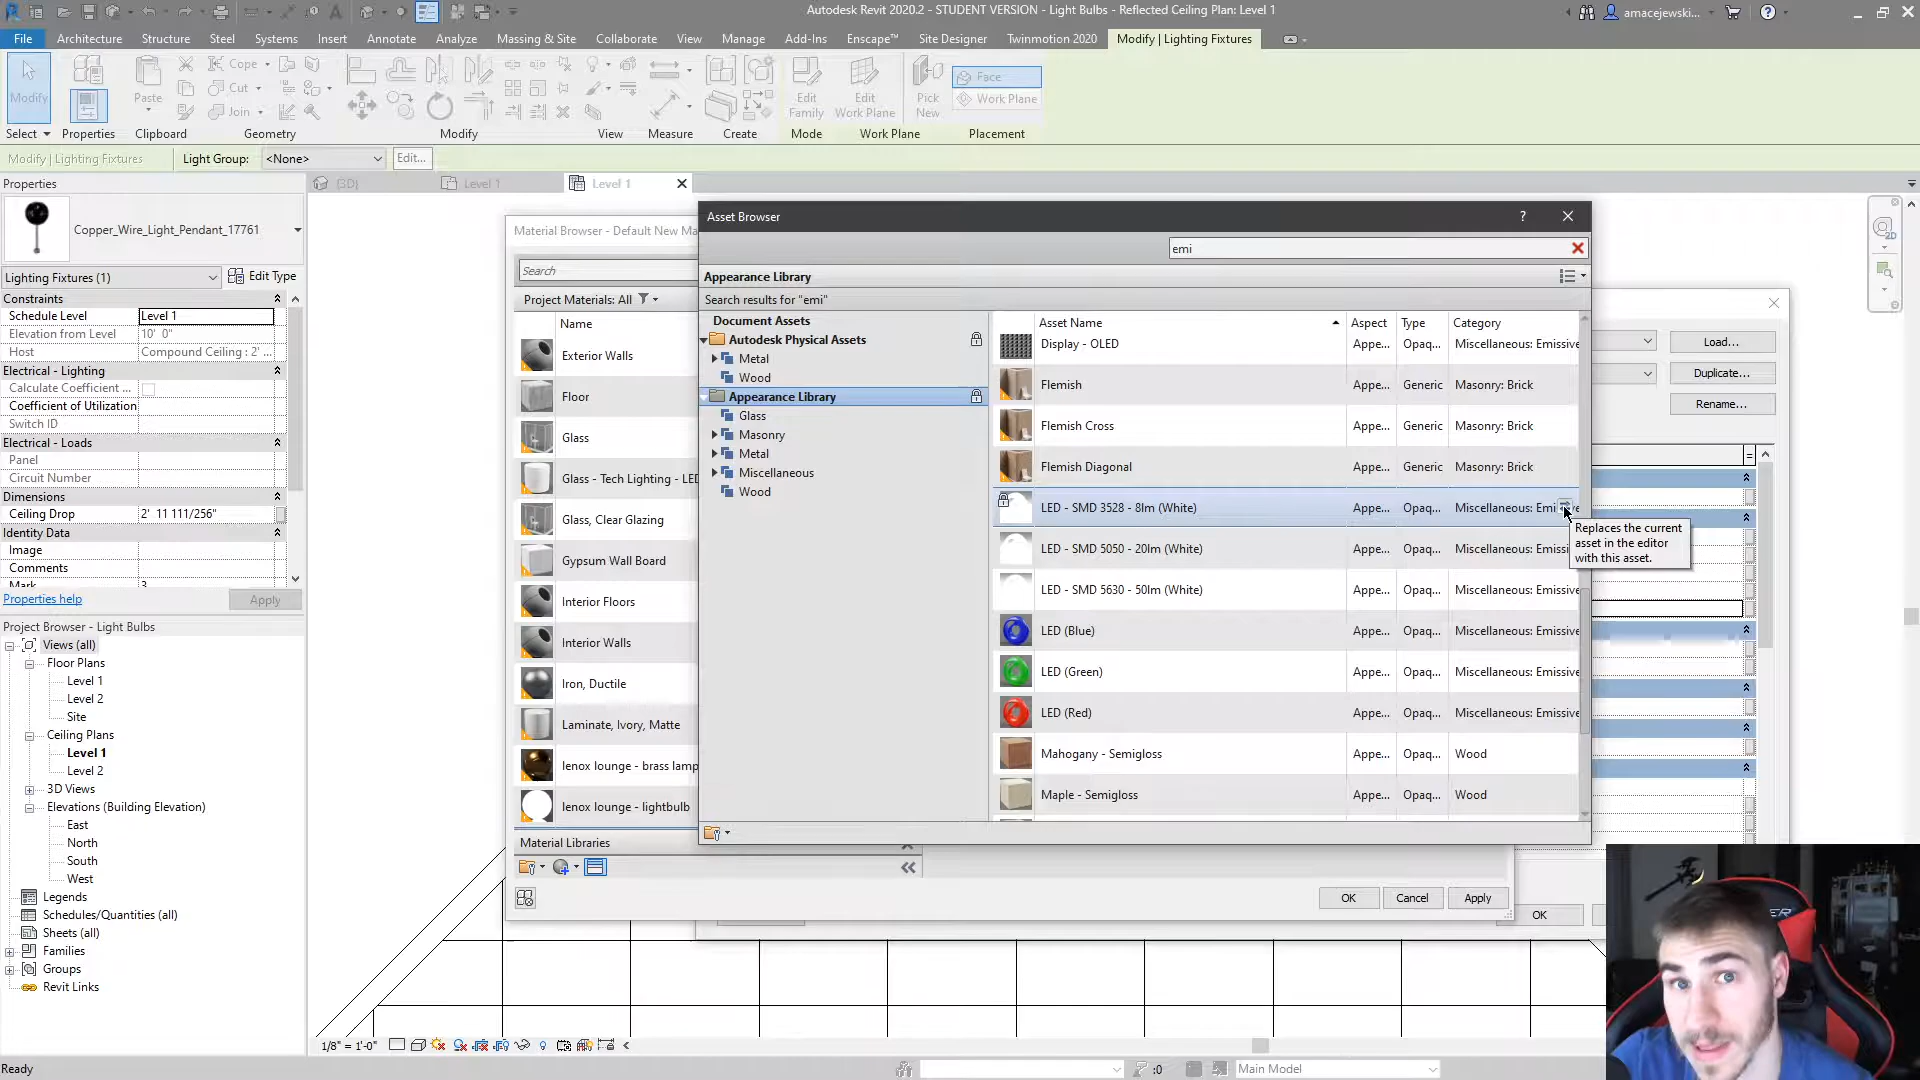 Autodesk Revit 2020.2 - STUDENT VERSION - Light Bulbs - Reflected Ceiling Plan: Level 1
amacejewski...
File Architecture Structure Steel Systems Insert Annotate Analyze Massing & Site Collaborate View Manage Add-Ins Enscape™ Site Designer Twinmotion 2020 Modify | Lighting Fixtures
Modify
Paste
Cope
Cut
Join
Edit Family
Edit Work Plane
Pick New
Face
Work Plane
Select Properties Clipboard Geometry Modify View Measure Create Mode Work Plane Placement
Modify | Lighting Fixtures
Light Group: <None> Edit...
Properties
Copper_Wire_Light_Pendant_17761
Lighting Fixtures (1) Edit Type
Constraints
Schedule Level Level 1
Elevation from Level 10' 0"
Host Compound Ceiling : 2' ...
Electrical - Lighting
Calculate Coefficient ...
Coefficient of Utilization
Switch ID
Electrical - Loads
Panel
Circuit Number
Dimensions
Ceiling Drop 2' 11 111/256"
Identity Data
Image
Comments
Mark 3
Properties help Apply
Project Browser - Light Bulbs
Views (all)
Floor Plans
Level 1
Level 2
Site
Ceiling Plans
Level 1
Level 2
3D Views
Elevations (Building Elevation)
East
North
South
West
Legends
Schedules/Quantities (all)
Sheets (all)
Families
Groups
Revit Links
Ready
{3D} Level 1 Level 1
Material Browser - Default New Ma
Search
Project Materials: All
Name
Exterior Walls
Floor
Glass
Glass - Tech Lighting - LED
Glass, Clear Glazing
Gypsum Wall Board
Interior Floors
Interior Walls
Iron, Ductile
Laminate, Ivory, Matte
lenox lounge - brass lamp
lenox lounge - lightbulb
Material Libraries
OK Cancel Apply
Asset Browser
emi
Appearance Library
Search results for "emi"
Document Assets
Autodesk Physical Assets
Metal
Wood
Appearance Library
Glass
Masonry
Metal
Miscellaneous
Wood
Asset Name Aspect Type Category
Display - OLED Appe... Opaq... Miscellaneous: Emissive
Flemish Appe... Generic Masonry: Brick
Flemish Cross Appe... Generic Masonry: Brick
Flemish Diagonal Appe... Generic Masonry: Brick
LED - SMD 3528 - 8lm (White) Appe... Opaq... Miscellaneous: Emi
LED - SMD 5050 - 20lm (White) Appe... Opaq... Miscellaneous: Emissi
LED - SMD 5630 - 50lm (White) Appe... Opaq... Miscellaneous: Emissive
LED (Blue) Appe... Opaq... Miscellaneous: Emissive
LED (Green) Appe... Opaq... Miscellaneous: Emissive
LED (Red) Appe... Opaq... Miscellaneous: Emissive
Mahogany - Semigloss Appe... Opaq... Wood
Maple - Semigloss Appe... Opaq... Wood
Replaces the current
asset in the editor
with this asset.
Load...
Duplicate...
Rename...
=
OK
1/8" = 1'-0"
:0
Main Model